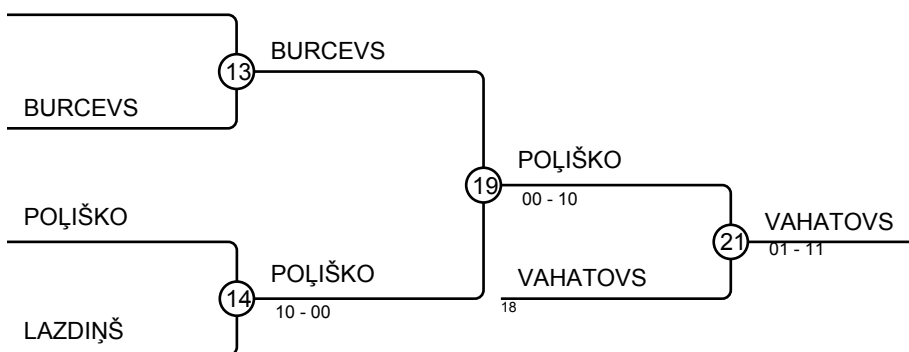 BURCEVS
13
BURCEVS
POĻIŠKO
19
00 - 10
POĻIŠKO
VAHATOVS
21
01 - 11
POĻIŠKO
VAHATOVS
14
10 - 00
18
LAZDIŅŠ